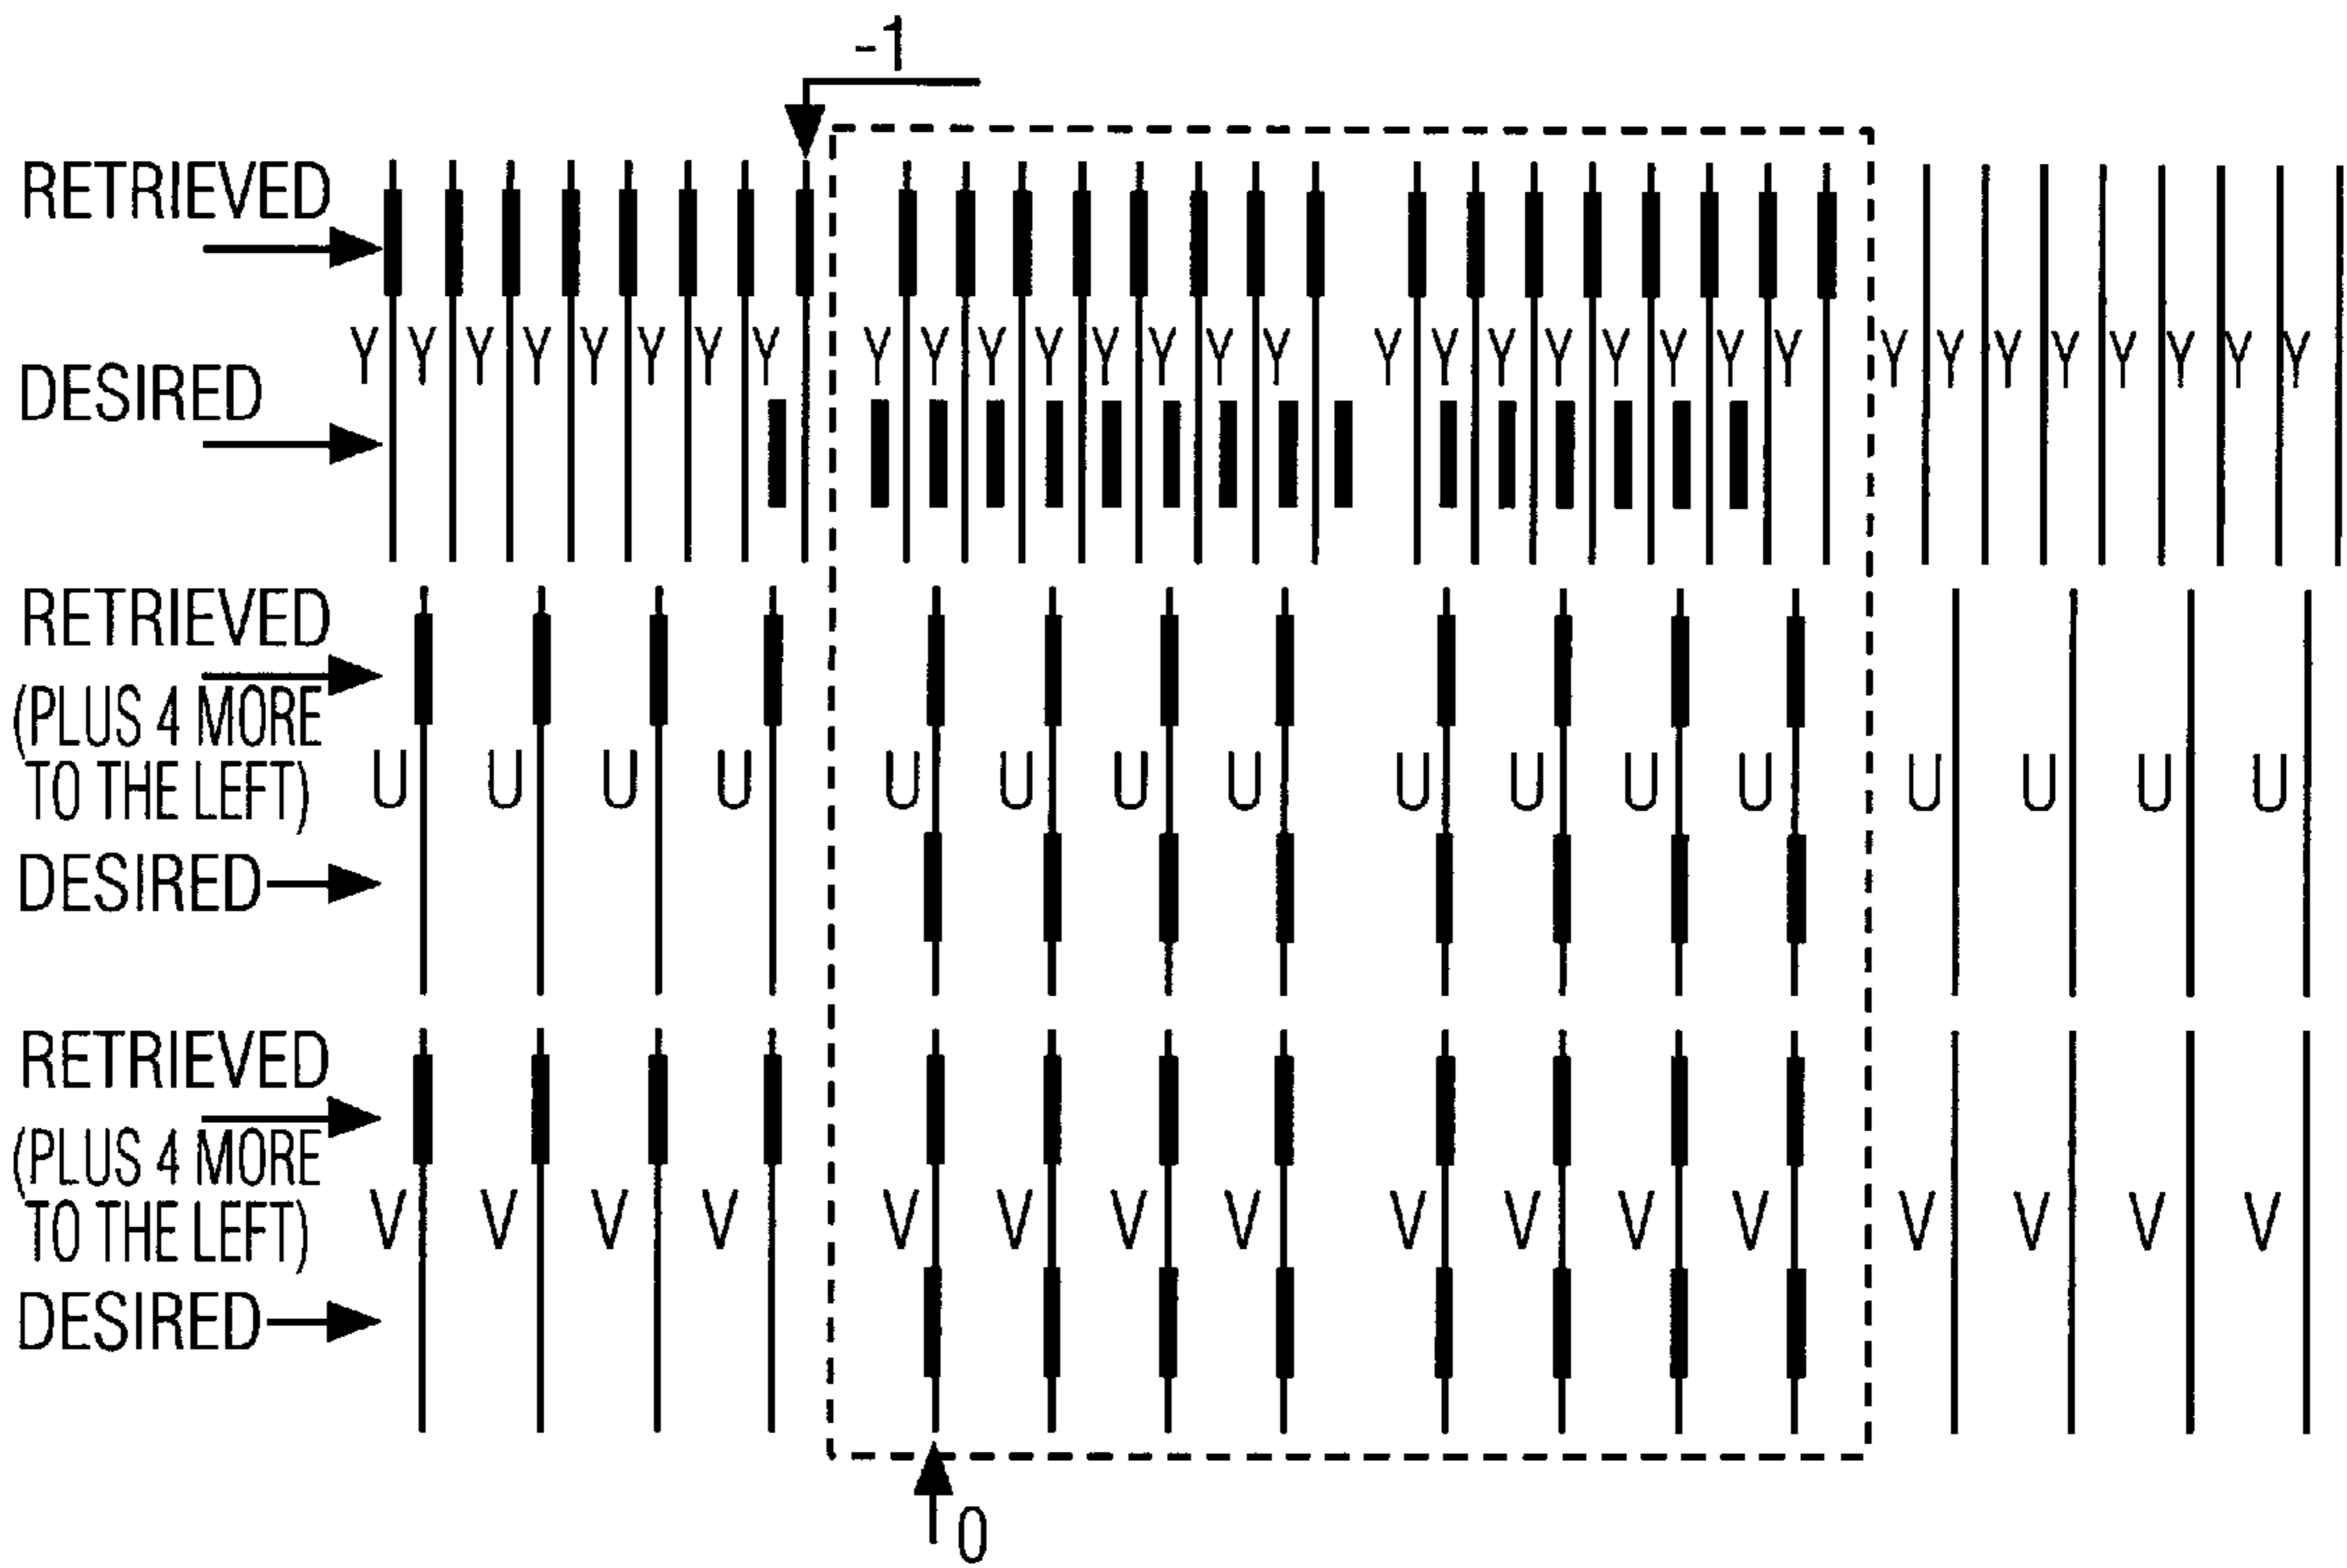 -1
RETRIEVED
Y Y Y Y Y Y Y Y Y Y Y Y Y Y Y Y Y Y Y Y Y Y Y Y Y Y Y Y Y Y Y Y
DESIRED
RETRIEVED
(PLUS 4 MORE
TO THE LEFT)
U U U U U U U U U U U U U U U U
DESIRED
RETRIEVED
(PLUS 4 MORE
TO THE LEFT)
V V V V V V V V V V V V V V V V
DESIRED
0